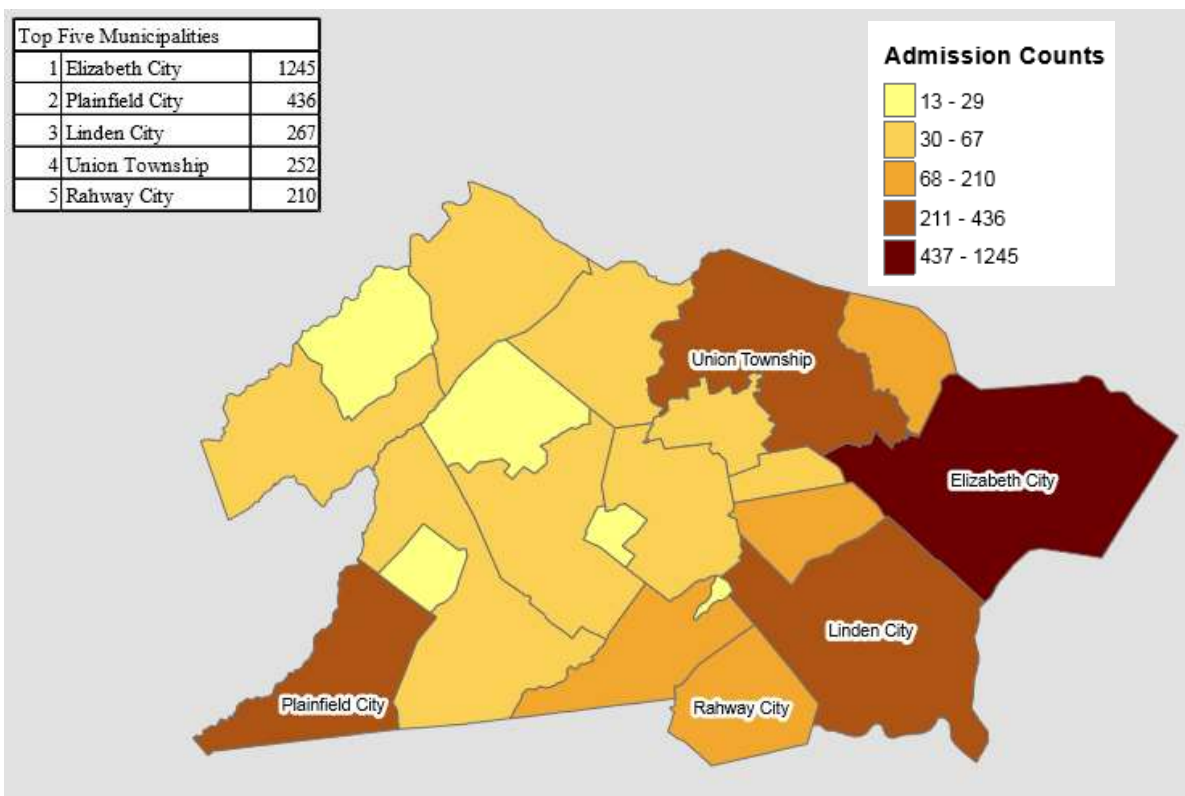 Top Five Municipalities
1 Elizabeth City 1245
2 Plainfield City 436
3 Linden City 267
4 Union Township 252
5 Rahway City 210
Admission Counts
13 - 29
30 - 67
68 - 210
211 - 436
437 - 1245
Union Township
Elizabeth City
Linden City
Plainfield City
Rahway City